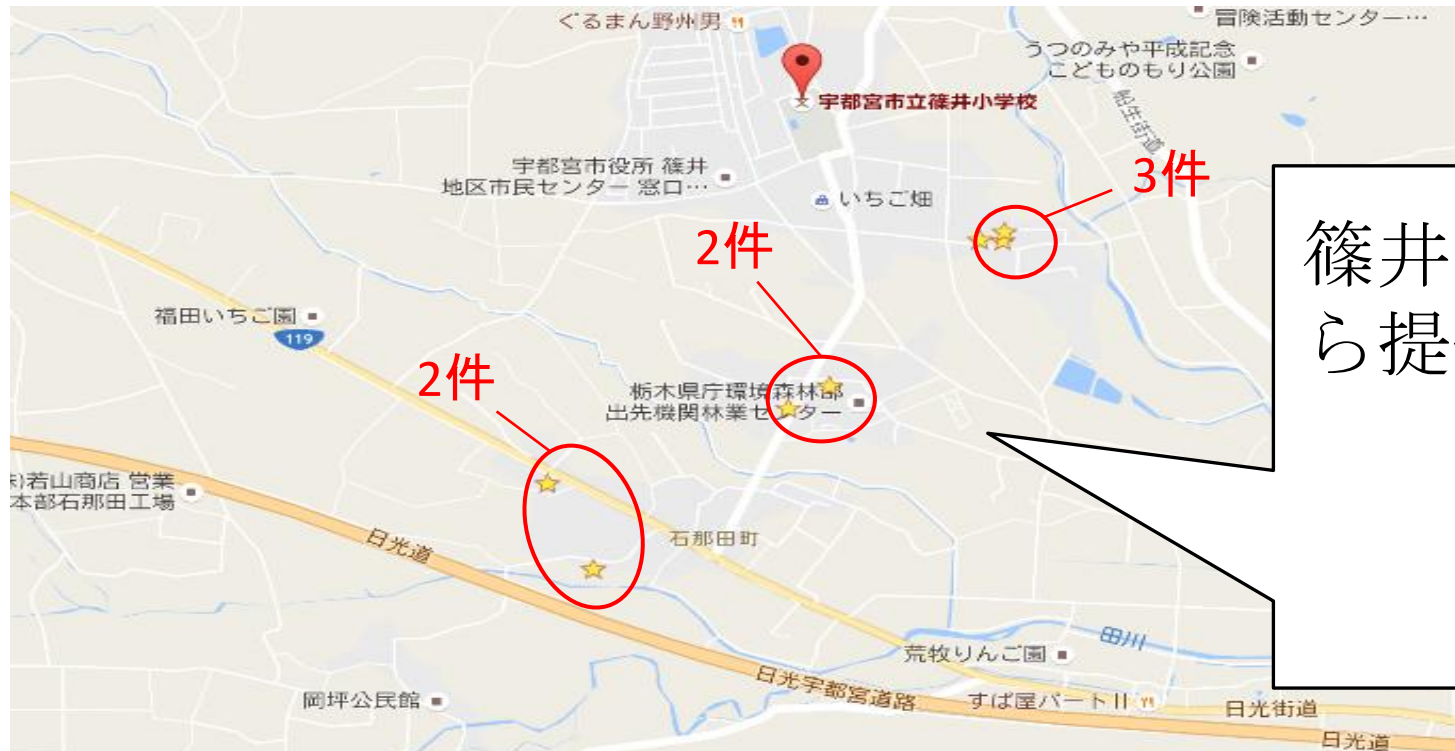 ぐるまん野州男
冒険活動センター…
うつのみや平成記念
こどものもり公園
宇都宮市立篠井小学校
船生街道
宇都宮市役所 篠井
地区市民センター 窓口…
いちご畑
3件
2件
篠井
ら提
福田いちご園
119
2件
栃木県庁環境森林部
出先機関林業センター
)若山商店 営業
本部石那田工場
日光道
石那田町
田川
荒牧りんご園
日光宇都宮道路
岡坪公民館
すぱ屋パートII
日光街道
日光道